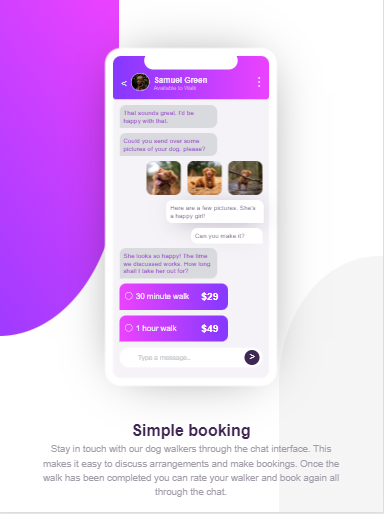 <
Samuel Green
Available to Walk
That sounds great. I'd be
happy with that.
Could you send over some
pictures of your dog, please?
Here are a few pictures. She's
a happy girl!
Can you make it?
She looks so happy! The time
we discussed works. How long
shall I take her out for?
30 minute walk $29
1 hour walk $49
Type a message..
>
Simple booking
Stay in touch with our dog walkers through the chat interface. This
makes it easy to discuss arrangements and make bookings. Once the
walk has been completed you can rate your walker and book again all
through the chat.